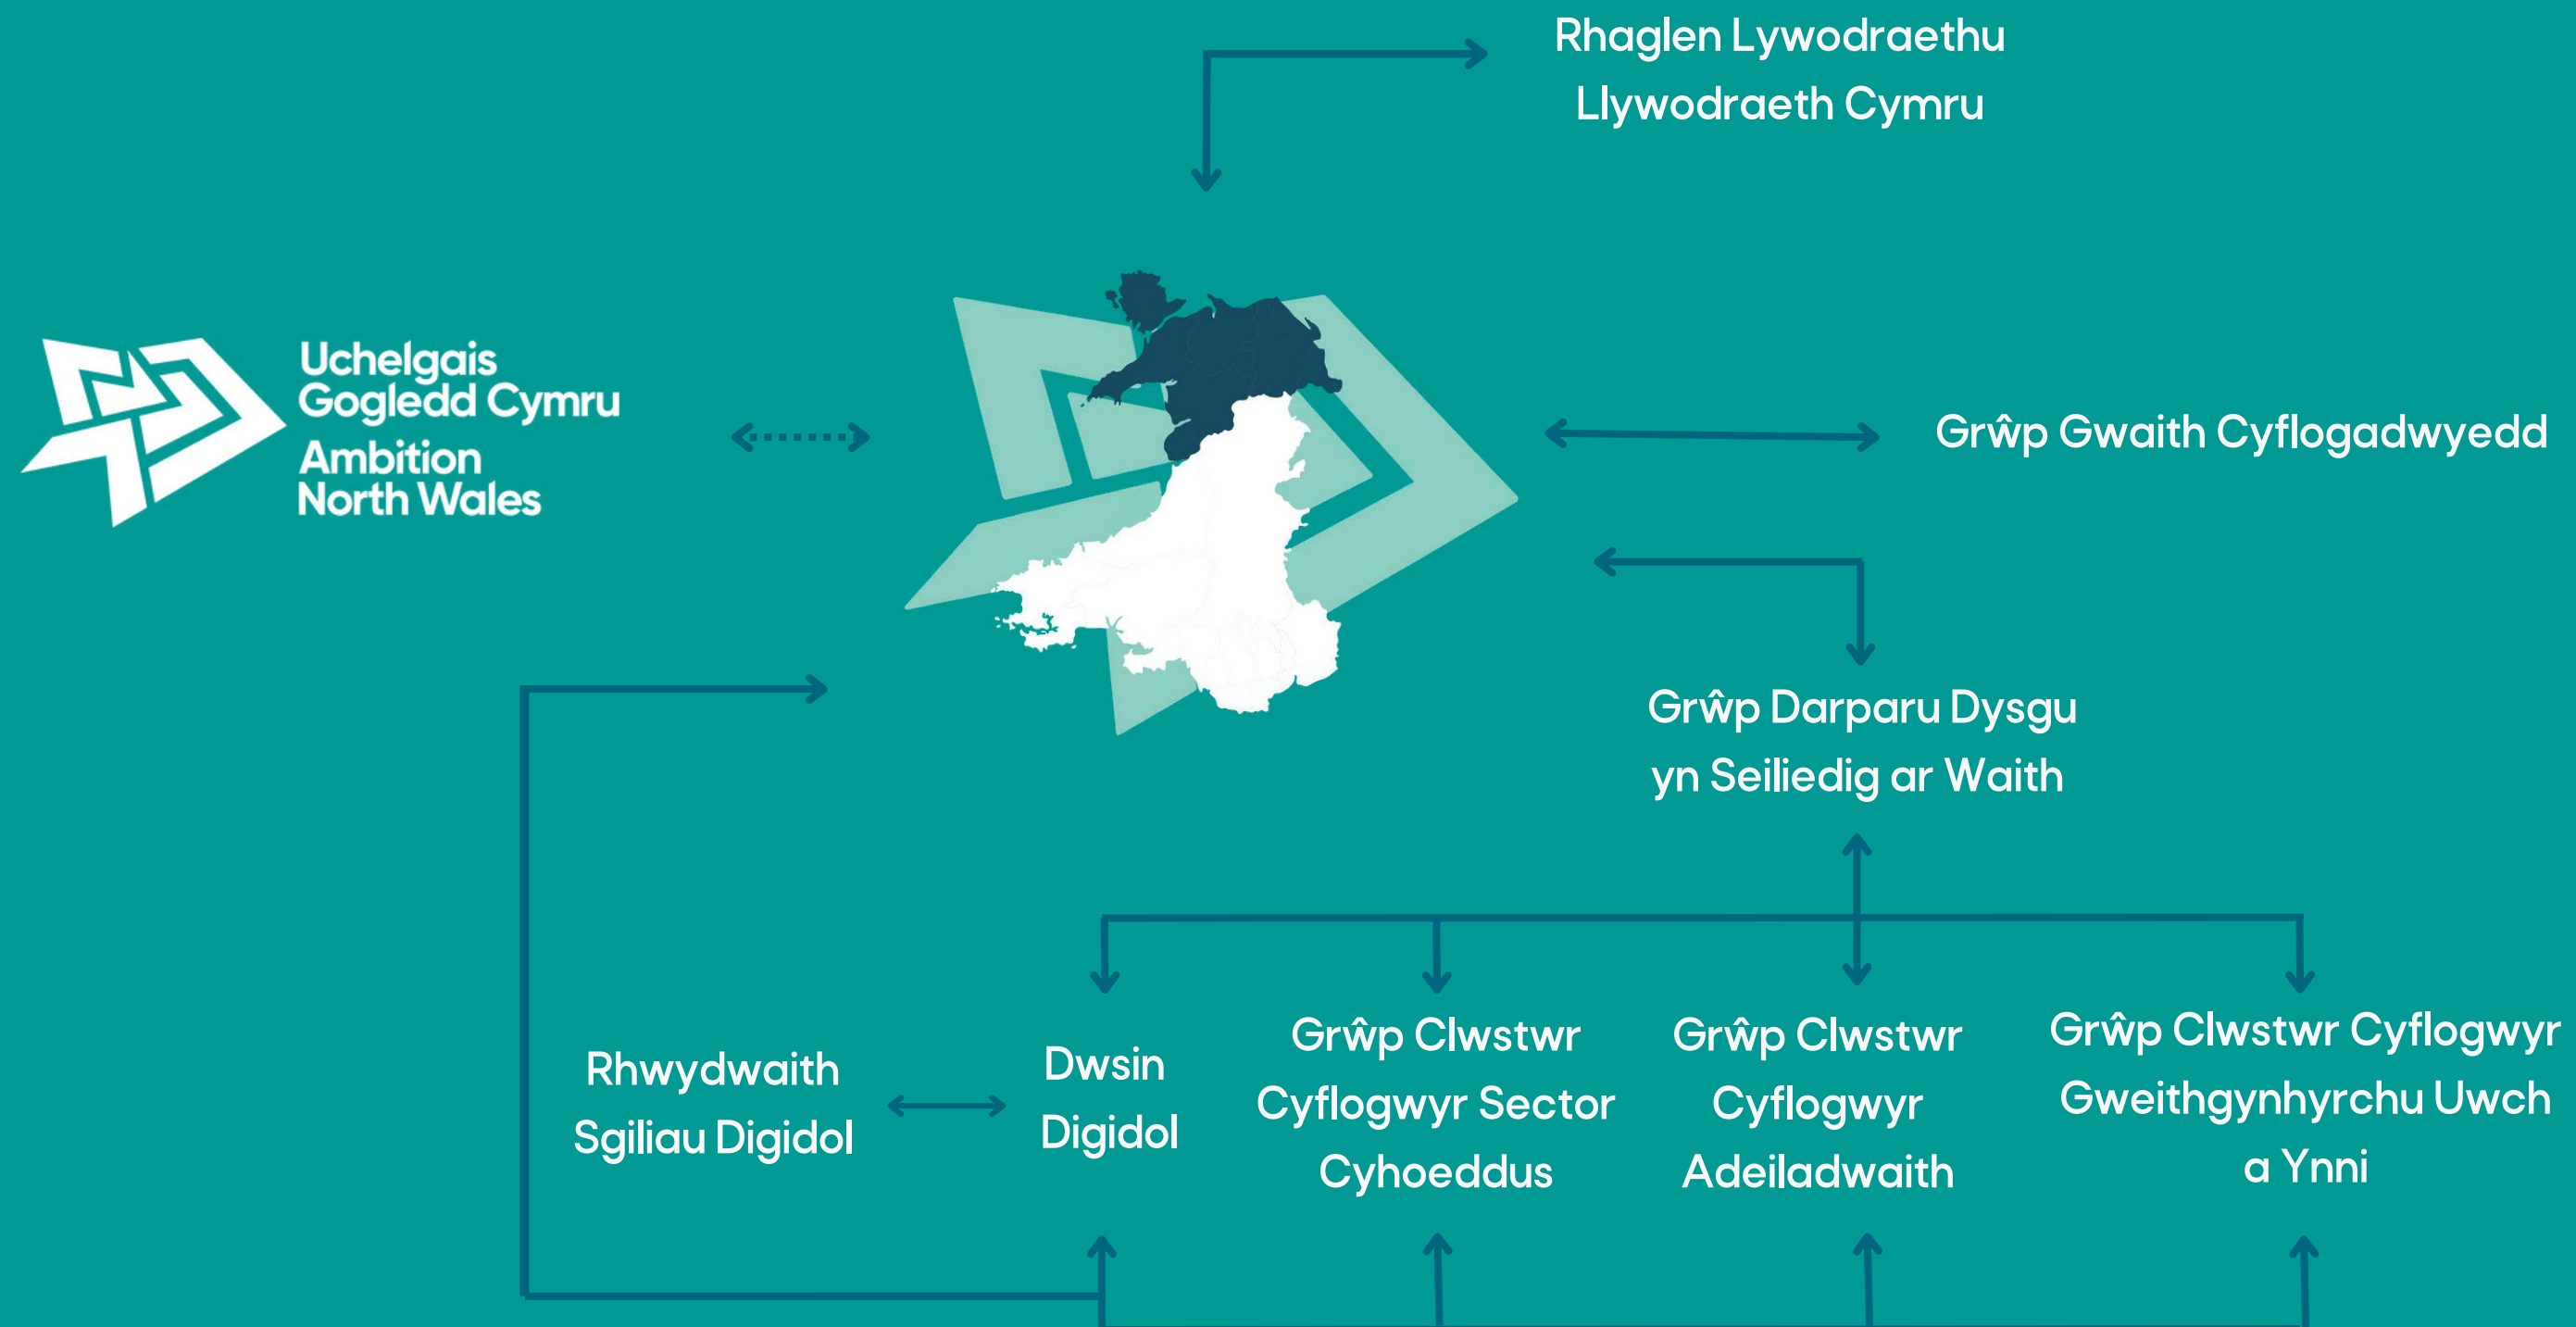 Rhaglen Lywodraethu
Llywodraeth Cymru
Uchelgais
Gogledd Cymru
Ambition
North Wales
Grŵp Gwaith Cyflogadwyedd
Grŵp Darparu Dysgu
yn Seiliedig ar Waith
Rhwydwaith
Sgiliau Digidol
Dwsin
Digidol
Grŵp Clwstwr
Cyflogwyr Sector
Cyhoeddus
Grŵp Clwstwr
Cyflogwyr
Adeiladwaith
Grŵp Clwstwr Cyflogwyr
Gweithgynhyrchu Uwch
a Ynni